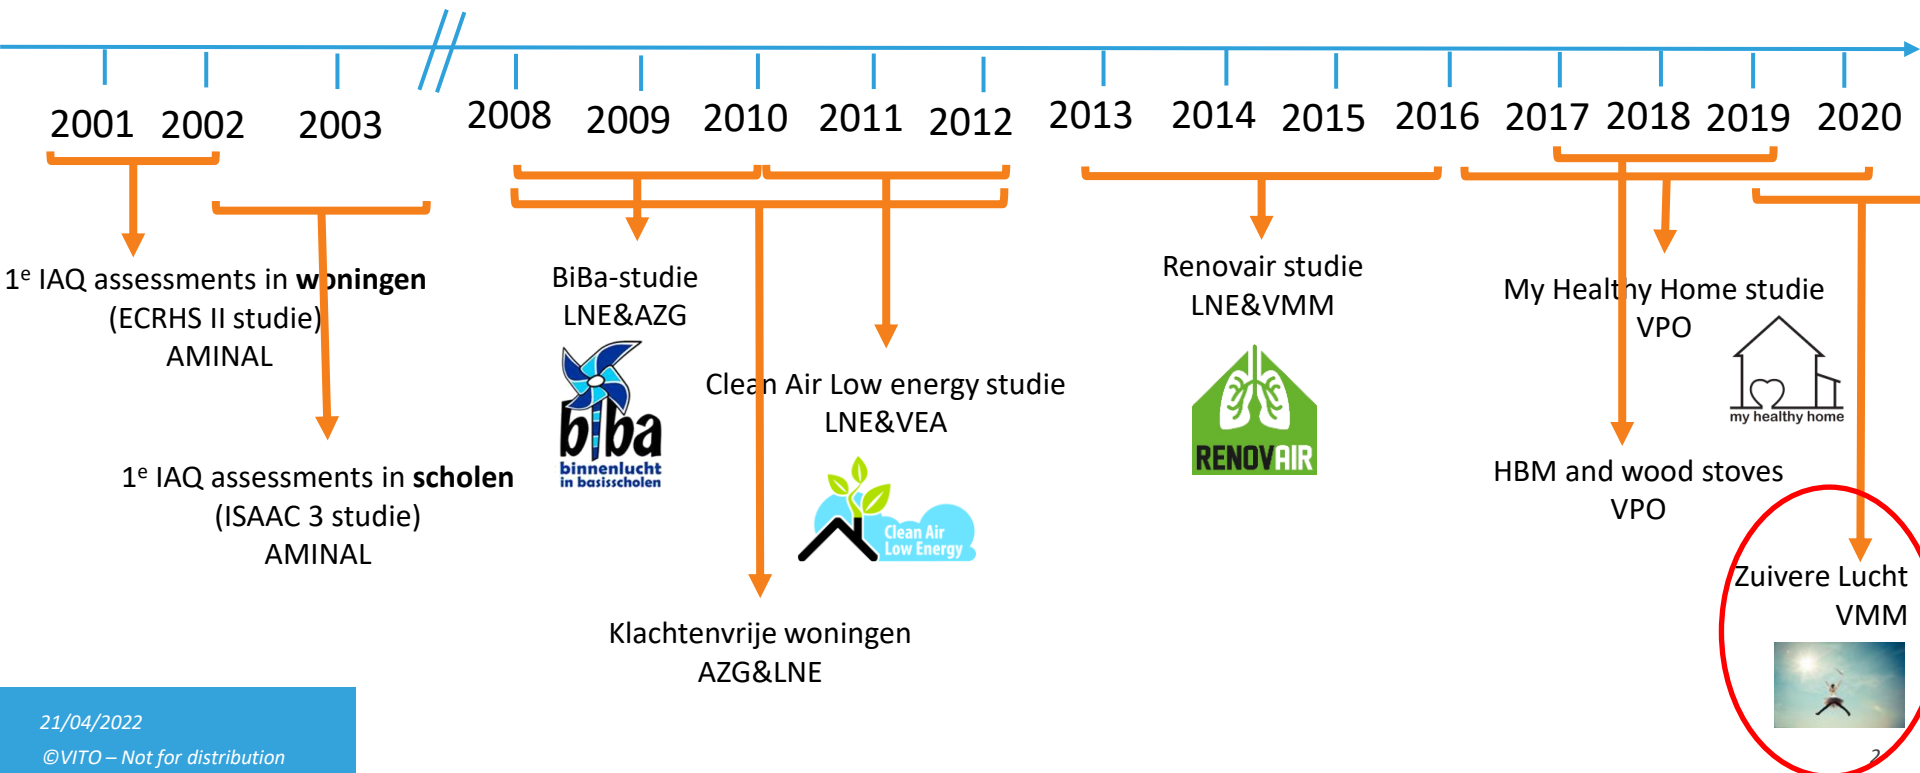 2001 2002 2003 2008 2009 2010 2011 2012 2013 2014 2015 2016 2017 2018 2019 2020
1e IAQ assessments in woningen
(ECRHS II studie)
AMINAL
1e IAQ assessments in scholen
(ISAAC 3 studie)
AMINAL
BiBa-studie
LNE&AZG
biba
binnenlucht
in basisscholen
Clean Air Low energy studie
LNE&VEA
Clean Air
Low Energy
Klachtenvrije woningen
AZG&LNE
Renovair studie
LNE&VMM
RENOVAIR
My Healthy Home studie
VPO
my healthy home
HBM and wood stoves
VPO
Zuivere Lucht
VMM
21/04/2022
©VITO – Not for distribution
2